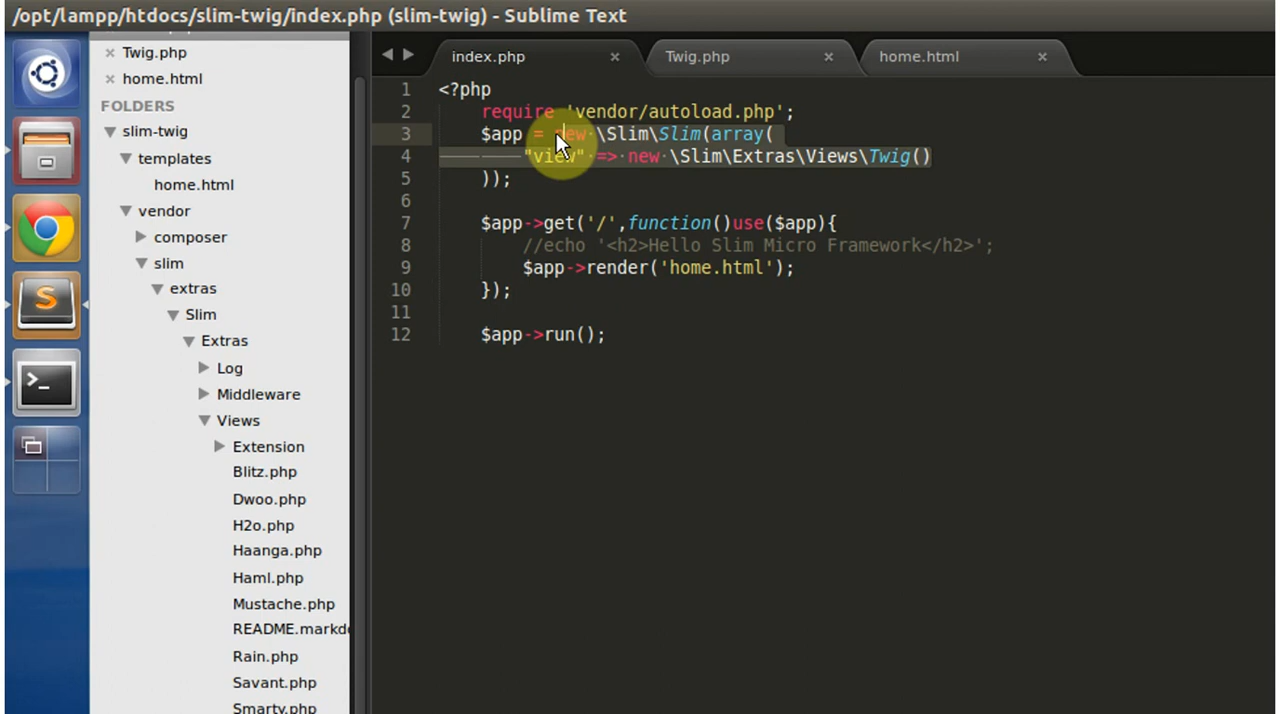 /opt/lampp/htdocs/slim-twig/index.php (slim-twig) - Sublime Text
× Twig.php
× home.html
FOLDERS
slim-twig
templates
home.html
vendor
composer
slim
extras
Slim
Extras
Log
Middleware
Views
Extension
Blitz.php
Dwoo.php
H2o.php
Haanga.php
Haml.php
Mustache.php
README.markdo
Rain.php
Savant.php
Smarty.php
index.php ×
Twig.php ×
home.html ×
1 <?php
2 require 'vendor/autoload.php';
3 $app = new \Slim\Slim(array(
4 "view" => new \Slim\Extras\Views\Twig()
5 ));
6
7 $app->get('/',function()use($app){
8 //echo '<h2>Hello Slim Micro Framework</h2>';
9 $app->render('home.html');
10 });
11
12 $app->run();